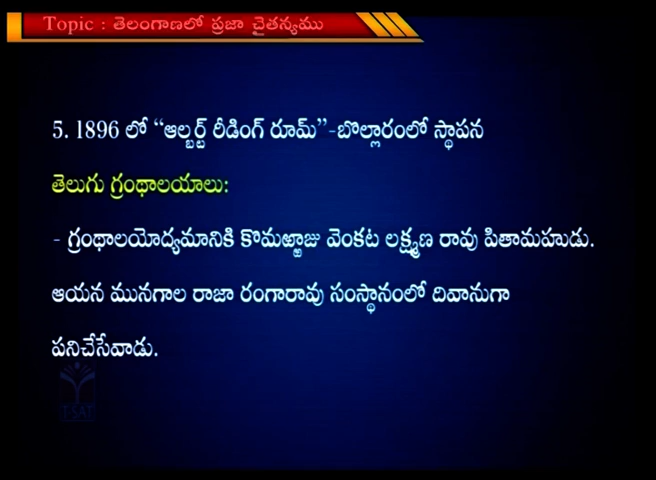 Topic : తెలంగాణలో ప్రజా చైతన్యము
5. 1896 లో “ఆల్బర్ట్ రీడింగ్ రూమ్”-బొల్లారంలో స్థాపన
తెలుగు గ్రంథాలయాలు:
- గ్రంథాలయోద్యమానికి కొమఱ్ఱాజు వెంకట లక్ష్మణ రావు పితామహుడు.
ఆయన మునగాల రాజా రంగారావు సంస్థానంలో దివానుగా
పనిచేసేవాడు.
TSAT